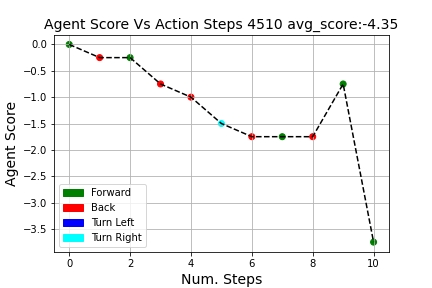 Agent Score Vs Action Steps 4510 avg_score:-4.35
0.0
−0.5
−1.0
−1.5
−2.0
−2.5
−3.0
−3.5
Agent Score
Forward
Back
Turn Left
Turn Right
0 2 4 6 8 10
Num. Steps